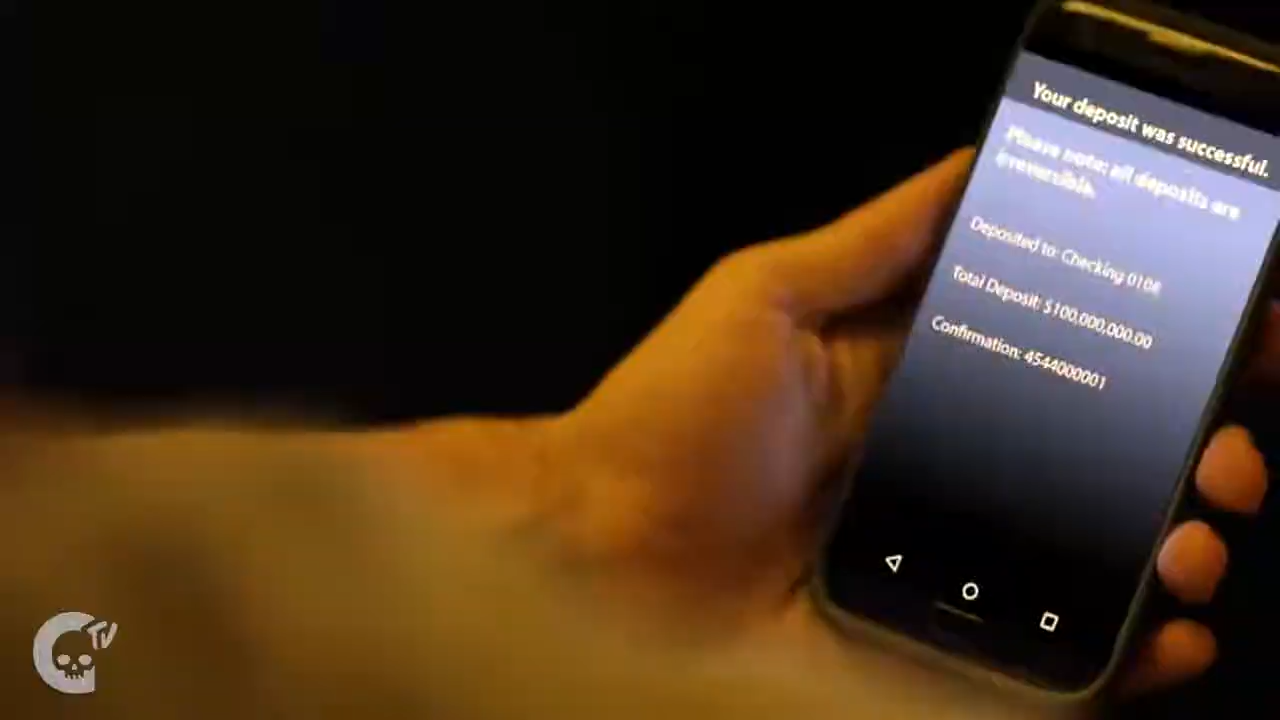 Your deposit was successful.
Please note: all deposits are
irreversible.
Deposited to: Checking 0108
Total Deposit: $100,000,000.00
Confirmation: 4544000001
TV